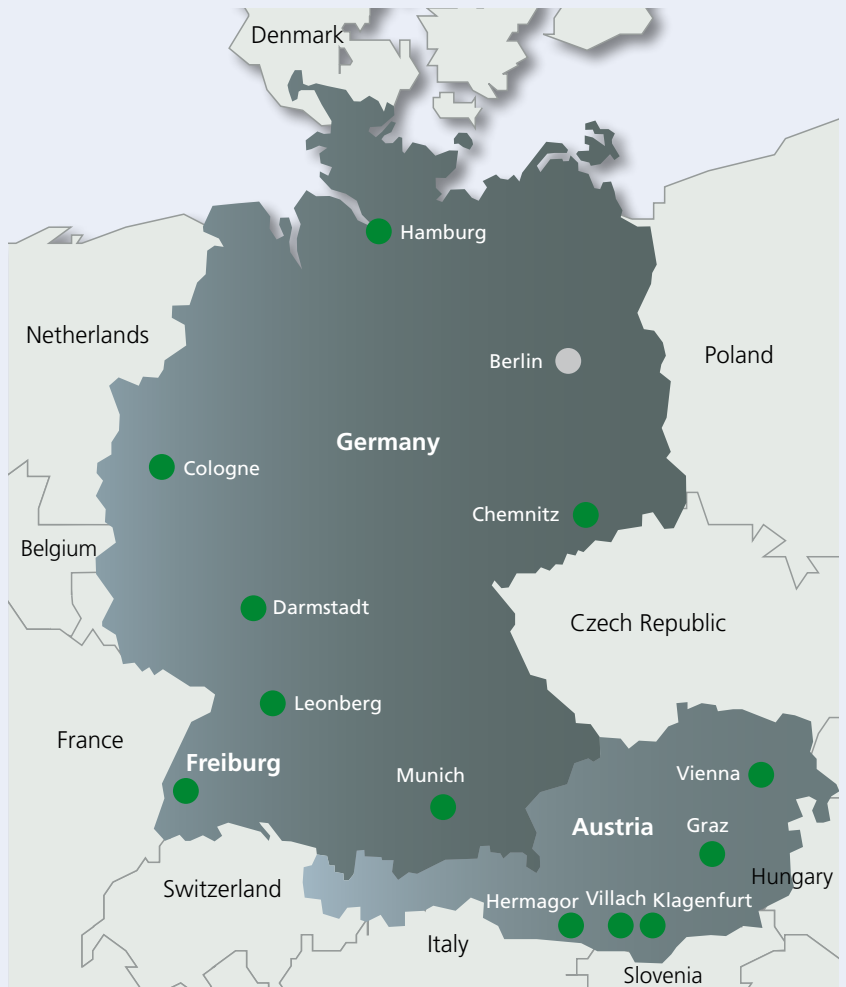 Denmark
Hamburg
Netherlands
Berlin
Poland
Germany
Cologne
Chemnitz
Belgium
Darmstadt
Czech Republic
Leonberg
France
Freiburg
Munich
Vienna
Austria
Graz
Hungary
Switzerland
Hermagor
Villach
Klagenfurt
Italy
Slovenia